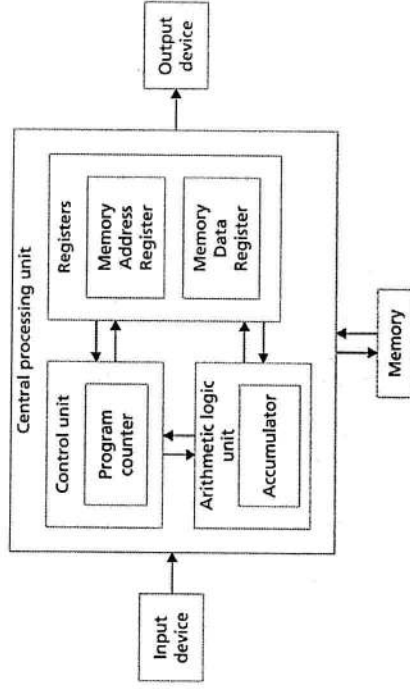 Central processing unit
Input
device
Control unit
Program
counter
Arithmetic logic
unit
Accumulator
Registers
Memory
Address
Register
Memory
Data
Register
Output
device
Memory